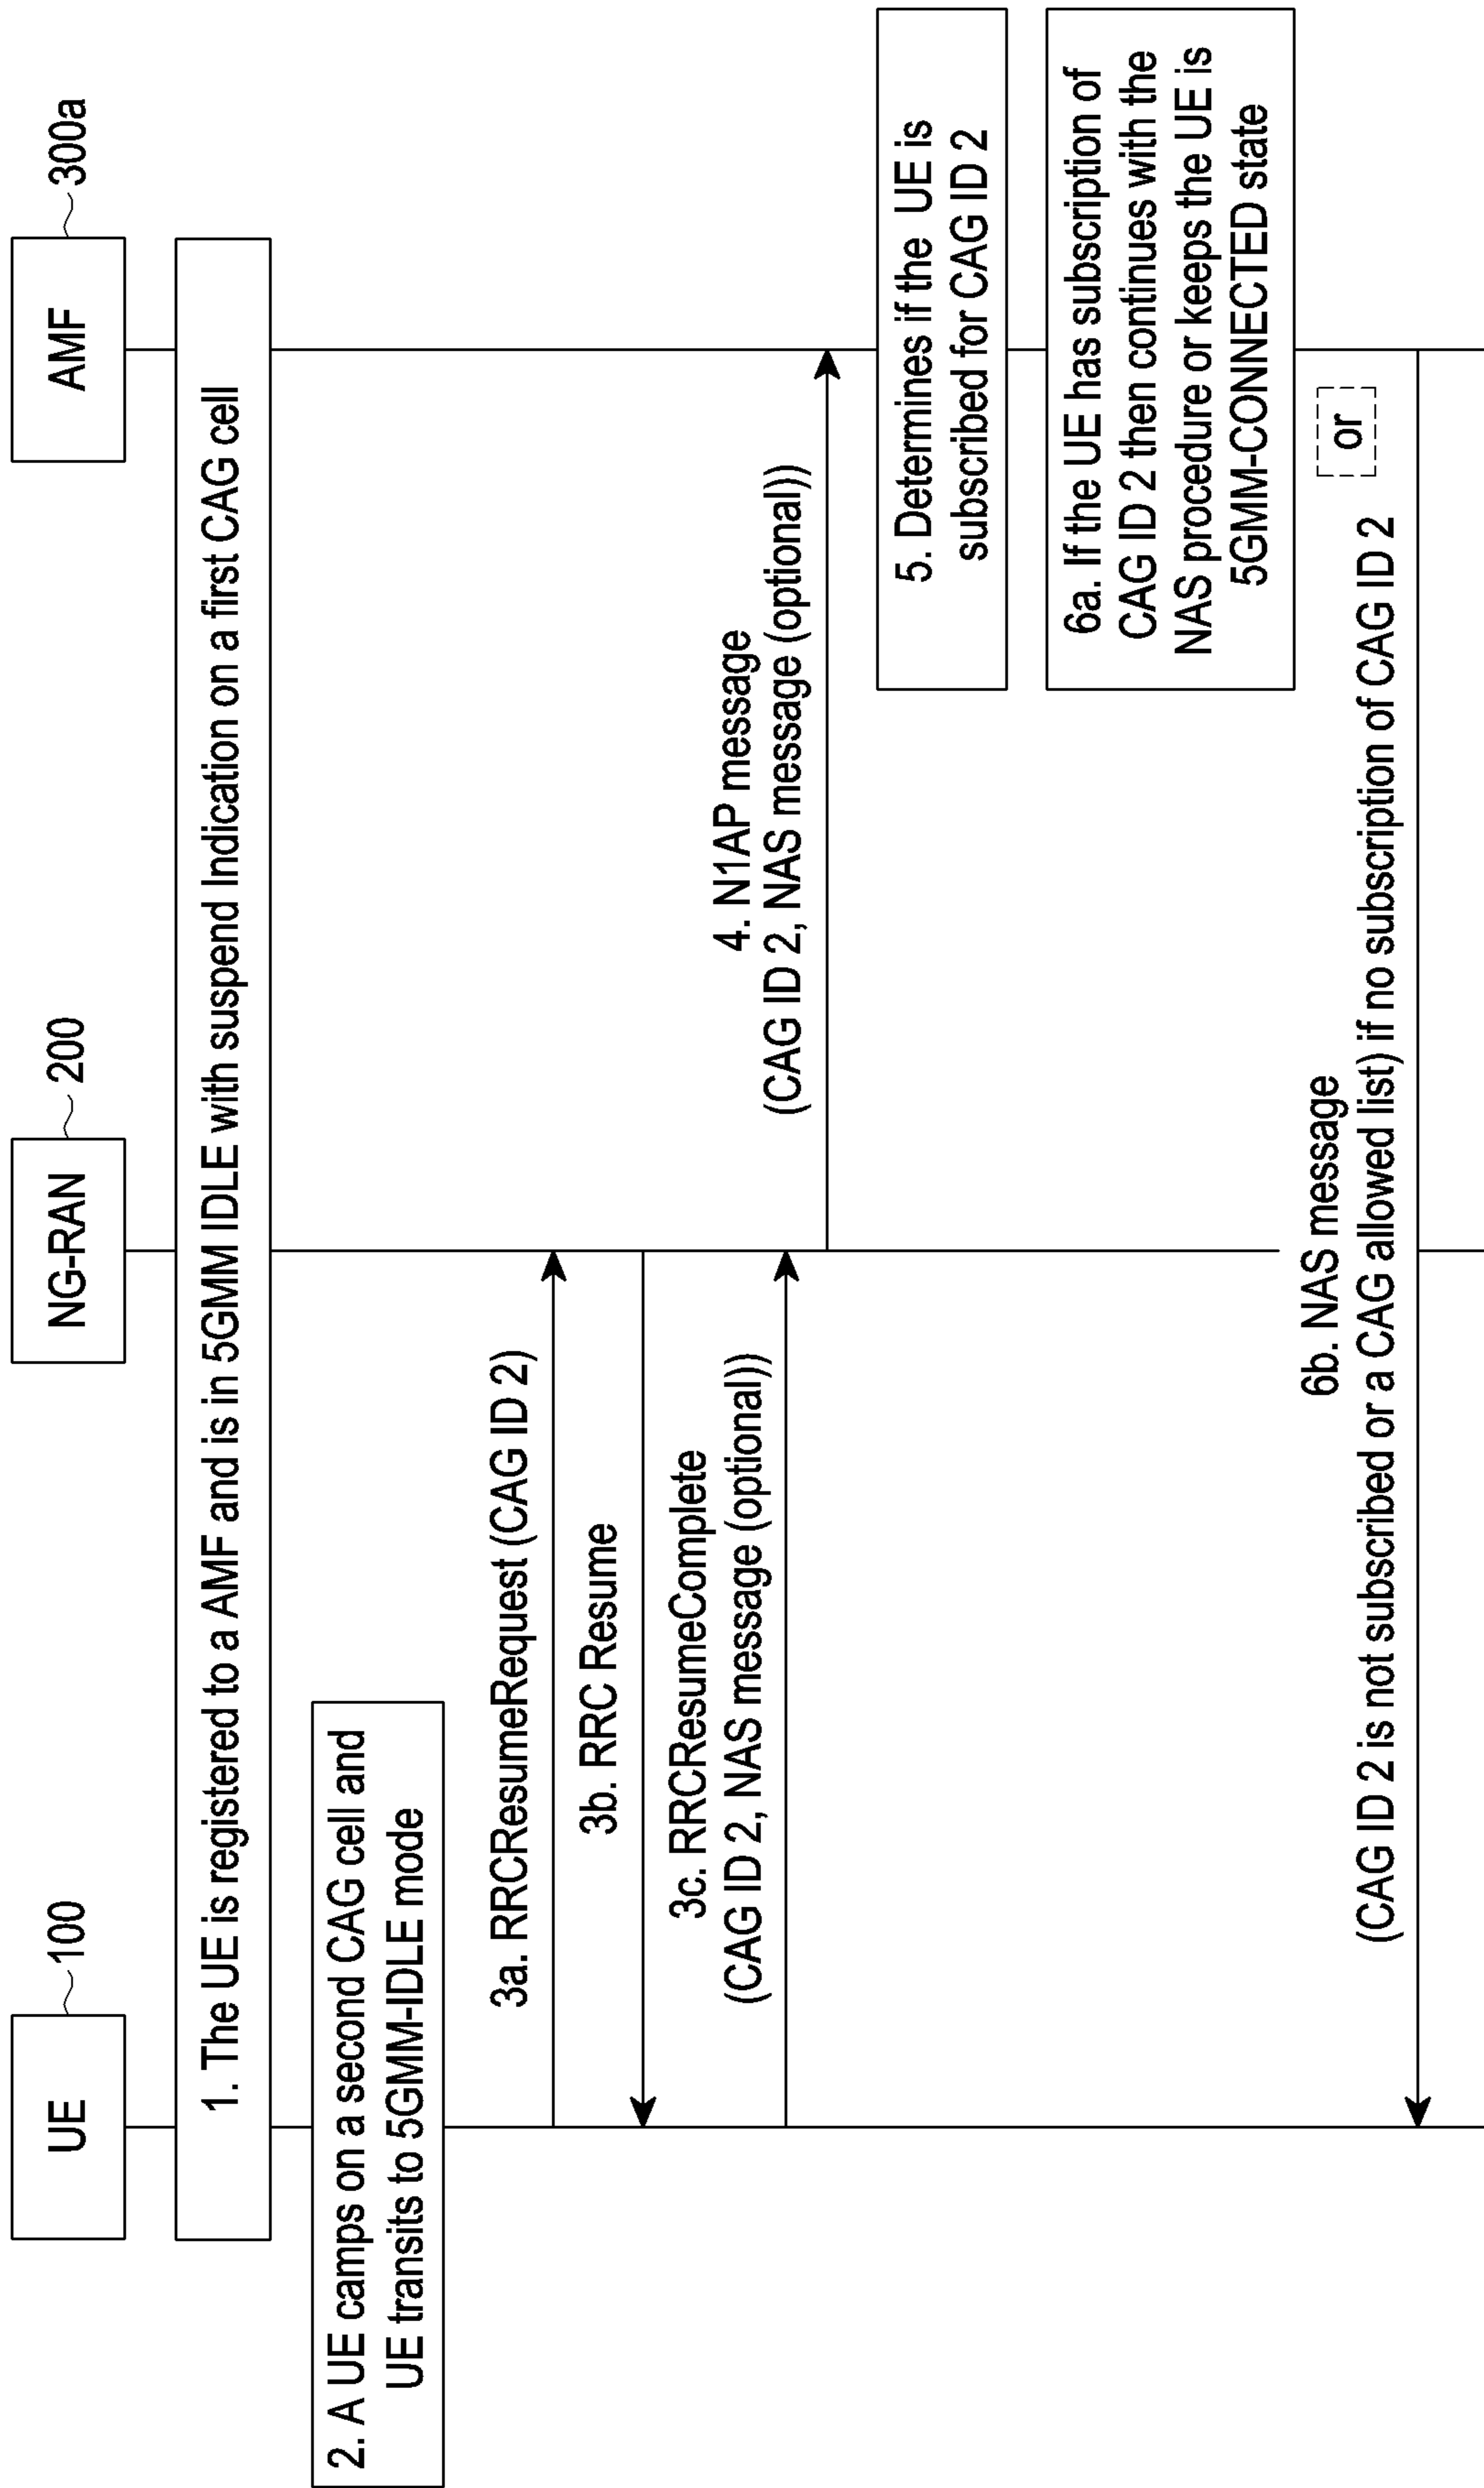 UE
100
NG-RAN
200
AMF
300a
1. The UE is registered to a AMF and is in 5GMM IDLE with suspend Indication on a first CAG cell
2. A UE camps on a second CAG cell and
UE transits to 5GMM-IDLE mode
3a. RRCResumeRequest (CAG ID 2)
3b. RRC Resume
3c. RRCResumeComplete
(CAG ID 2, NAS message (optional))
4. N1AP message
(CAG ID 2, NAS message (optional))
5. Determines if the UE is
subscribed for CAG ID 2
6a. If the UE has subscription of
CAG ID 2 then continues with the
NAS procedure or keeps the UE is
5GMM-CONNECTED state
or
6b. NAS message
(CAG ID 2 is not subscribed or a CAG allowed list) if no subscription of CAG ID 2